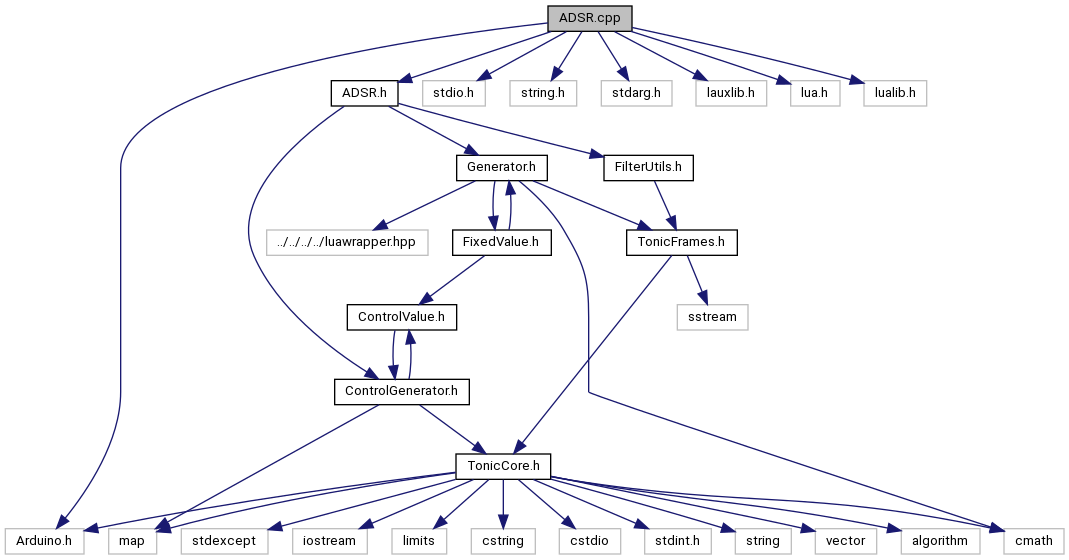 ADSR.cpp
ADSR.h
stdio.h
string.h
stdarg.h
lauxlib.h
lua.h
lualib.h
Generator.h
FilterUtils.h
../../../../luawrapper.hpp
FixedValue.h
TonicFrames.h
ControlValue.h
sstream
ControlGenerator.h
TonicCore.h
Arduino.h
map
stdexcept
iostream
limits
cstring
cstdio
stdint.h
string
vector
algorithm
cmath